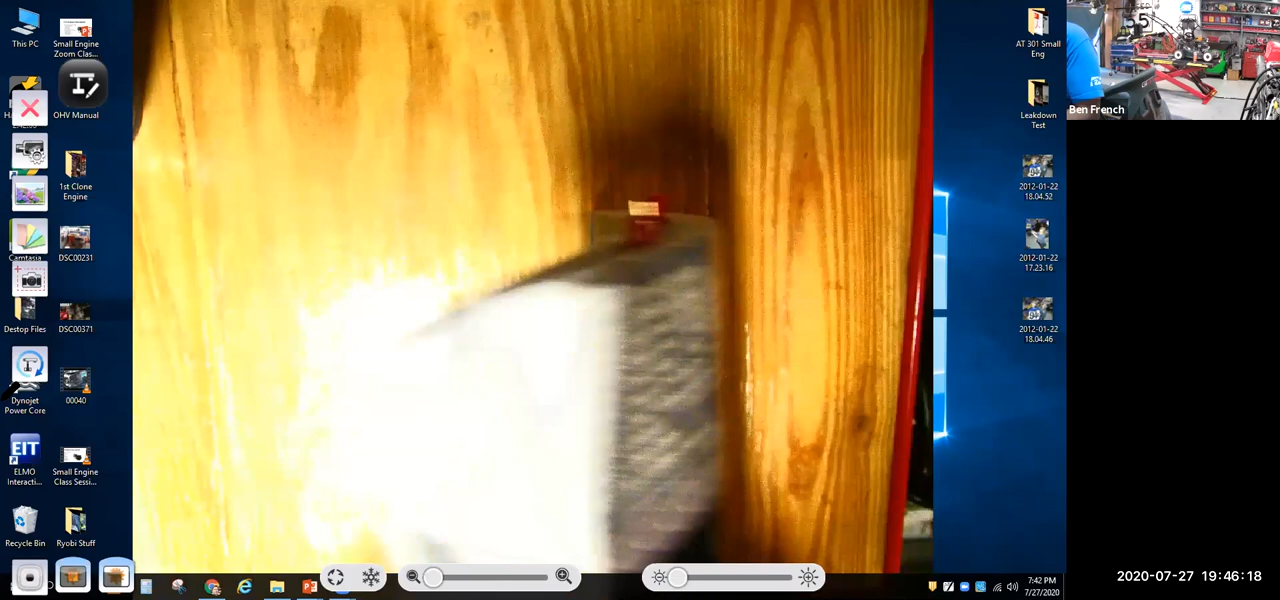 This PC
Small Engine
Zoom Clas...
OHV Manual
1st Clone
Engine
Camtasia
DSC00231
Destop Files
DSC00371
Dynojet
Power Core
00040
EIT
ELMO
Interacti...
Small Engine
Class Sessi...
Recycle Bin
Ryobi Stuff
AT 301 Small
Eng
Leakdown
Test
2012-01-22
18.04.52
2012-01-22
17.23.16
2012-01-22
18.04.46
Ben French
7:42 PM
7/27/2020
2020-07-27 19:46:18